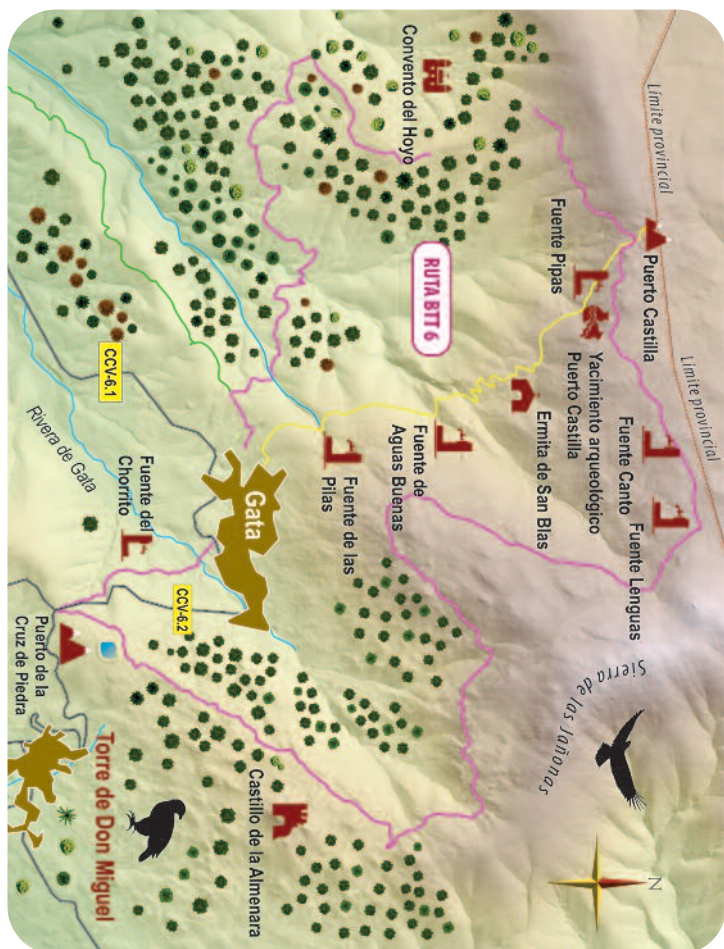 Límite provincial
Límite provincial
Puerto Castilla
Convento del Hoyo
Fuente Pipas
Yacimiento arqueológico
Puerto Castilla
Fuente Canto
Fuente Lenguas
RUTA BTT 6
Ermita de San Blas
Fuente de
Aguas Buenas
Fuente de las
Pilas
Sierra de las Jañonas
N
Gata
CCV-6.1
Rivera de Gata
Fuente del
Chorrito
CCV-6.2
Castillo de la Almenara
Puerto de la
Cruz de Piedra
Torre de Don Miguel